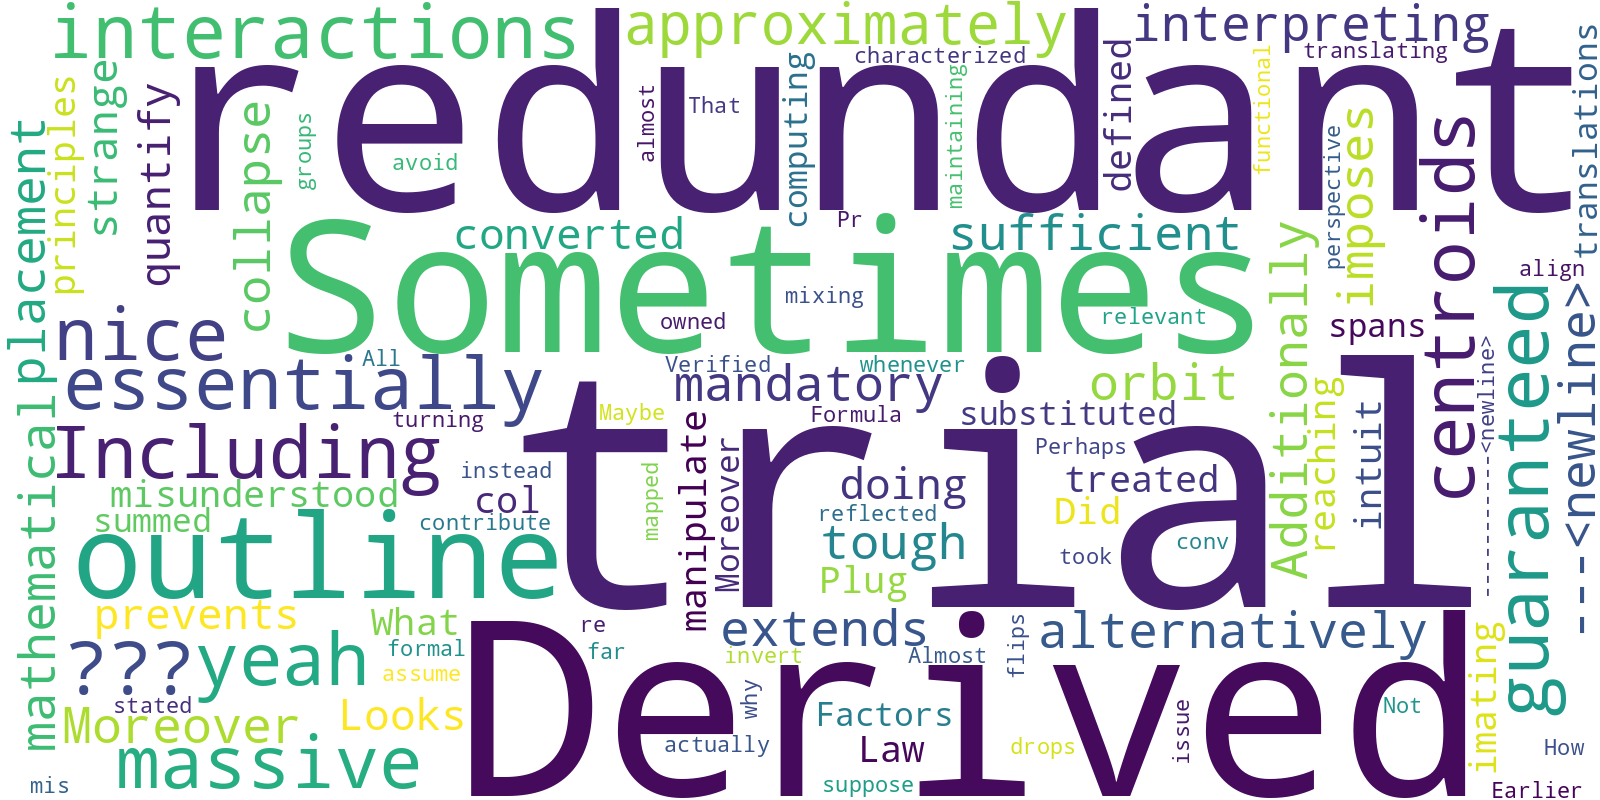 interactions
approximately
interpreting
redundant
characterized
translating
principles
strange
quantify
collapse
groups
avoid
almost
That
computing
maintaining
defined
functional
perspective
imposes
centroids
translations
placement
mathematical
Sometimes
converted
Pr
sufficient
mixing
owned
relevant
Additionally
align
spans
guaranteed
---<newline>
-------------<newline>
nice
essentially
All
Verified
whenever
mandatory
orbit
reaching
intuit
Including
turning
Maybe
Formula
substituted
Perhaps
trial
manipulate
Moreover
misunderstood
instead
col
doing
treated
summed
contribute
mapped
reflected
Did
outline
tough
took
conv
Plug
prevents
What
re
extends
flips
alternatively
???
yeah
formal
far
invert
Almost
assume
Derived
imating
stated
Moreover
Looks
why
Factors
issue
Not
massive
actually
Law
drops
How
mis
suppose
Earlier